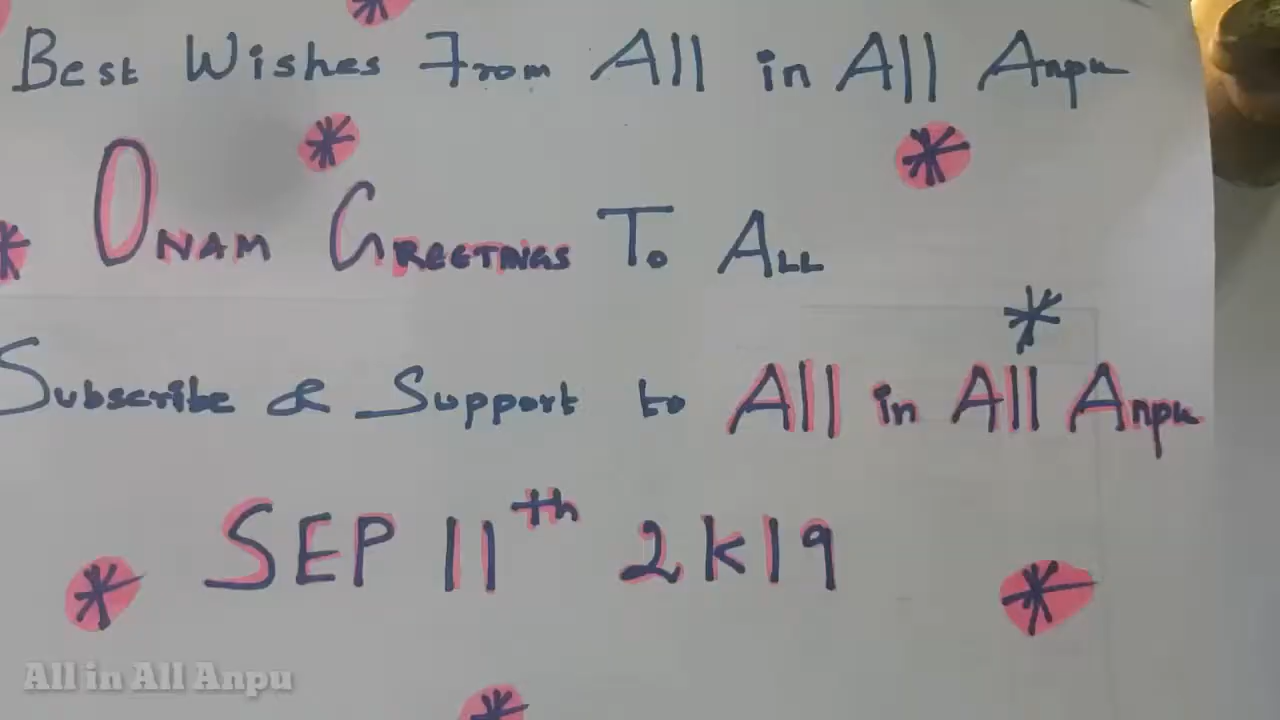 Best Wishes From All in All Anpu
ONAM GREETINGS To ALL
Subscribe & Support to All in All Anpu
SEP 11th 2k19
All in All Anpu